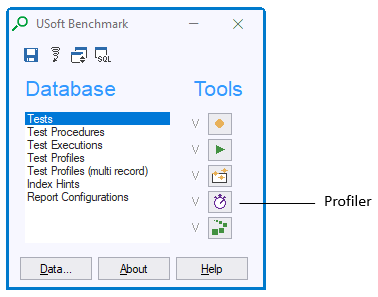 USoft Benchmark
SQL
Database
Tools
Tests
Test Procedures
Test Executions
Test Profiles
Test Profiles (multi record)
Index Hints
Report Configurations
V
V
V
V
V
Profiler
Data... About Help